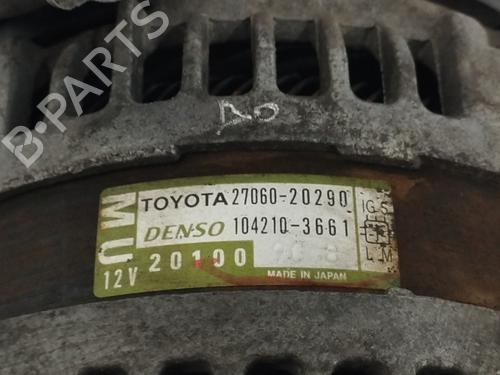 B-PARTS
TOYOTA 27060-20290
DENSO 104210-3661
MU
12V 20100
MADE IN JAPAN
IG S
L M